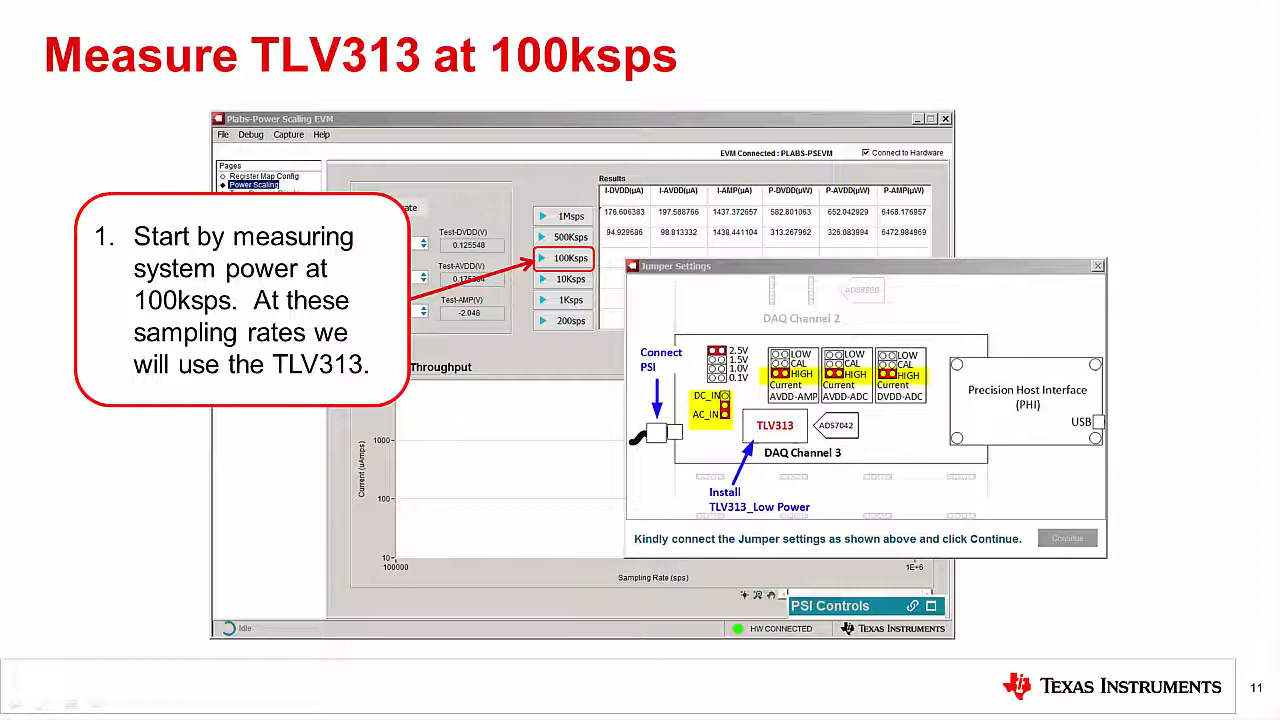 Measure TLV313 at 100ksps
Plabs-Power Scaling EVM
File Debug Capture Help
EVM Connected : PLABS-PSEVM
Connect to Hardware
Pages
Register Map Config
Power Scaling
1. Start by measuring
system power at
100ksps. At these
sampling rates we
will use the TLV313.
Test-DVDD(V)
0.125548
Test-AVDD(V)
Test-AMP(V)
-2.048
1Msps
500Ksps
100Ksps
10Ksps
1Ksps
200sps
Results
I-DVDD(µA) I-AVDD(µA) I-AMP(µA) P-DVDD(µW) P-AVDD(µW) P-AMP(µW)
176.606383 197.586766 1437.372657 582.801063 652.042929 6468.176957
94.929686 98.813332 1438.441104 313.267962 326.083994 6472.984969
Throughput
Current (uAmps)
1000
100
10
100000
1E+6
Sampling Rate (sps)
Jumper Settings
ADS8860
DAQ Channel 2
Connect
PSI
2.5V
1.5V
1.0V
0.1V
DC_IN
AC_IN
LOW
CAL
HIGH
Current
AVDD-AMP
LOW
CAL
HIGH
Current
AVDD-ADC
LOW
CAL
HIGH
Current
DVDD-ADC
TLV313
ADS7042
DAQ Channel 3
Precision Host Interface
(PHI)
USB
Install
TLV313_Low Power
Kindly connect the Jumper settings as shown above and click Continue.
Continue
PSI Controls
Idle
HW CONNECTED
TEXAS INSTRUMENTS
TEXAS INSTRUMENTS
11